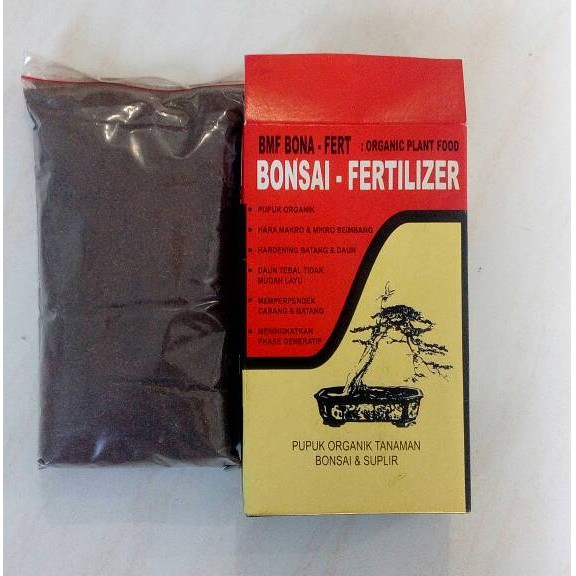 BMF BONA - FERT : ORGANIC PLANT FOOD
BONSAI - FERTILIZER
PUPUK ORGANIK
HARA MAKRO & MIKRO SEIMBANG
HARDENING BATANG & DAUN
DAUN TEBAL TIDAK
MUDAH LAYU
MEMPERPENDEK
CABANG & BATANG
MENINGKATKAN
PHASE GENERATIF
PUPUK ORGANIK TANAMAN
BONSAI & SUPLIR